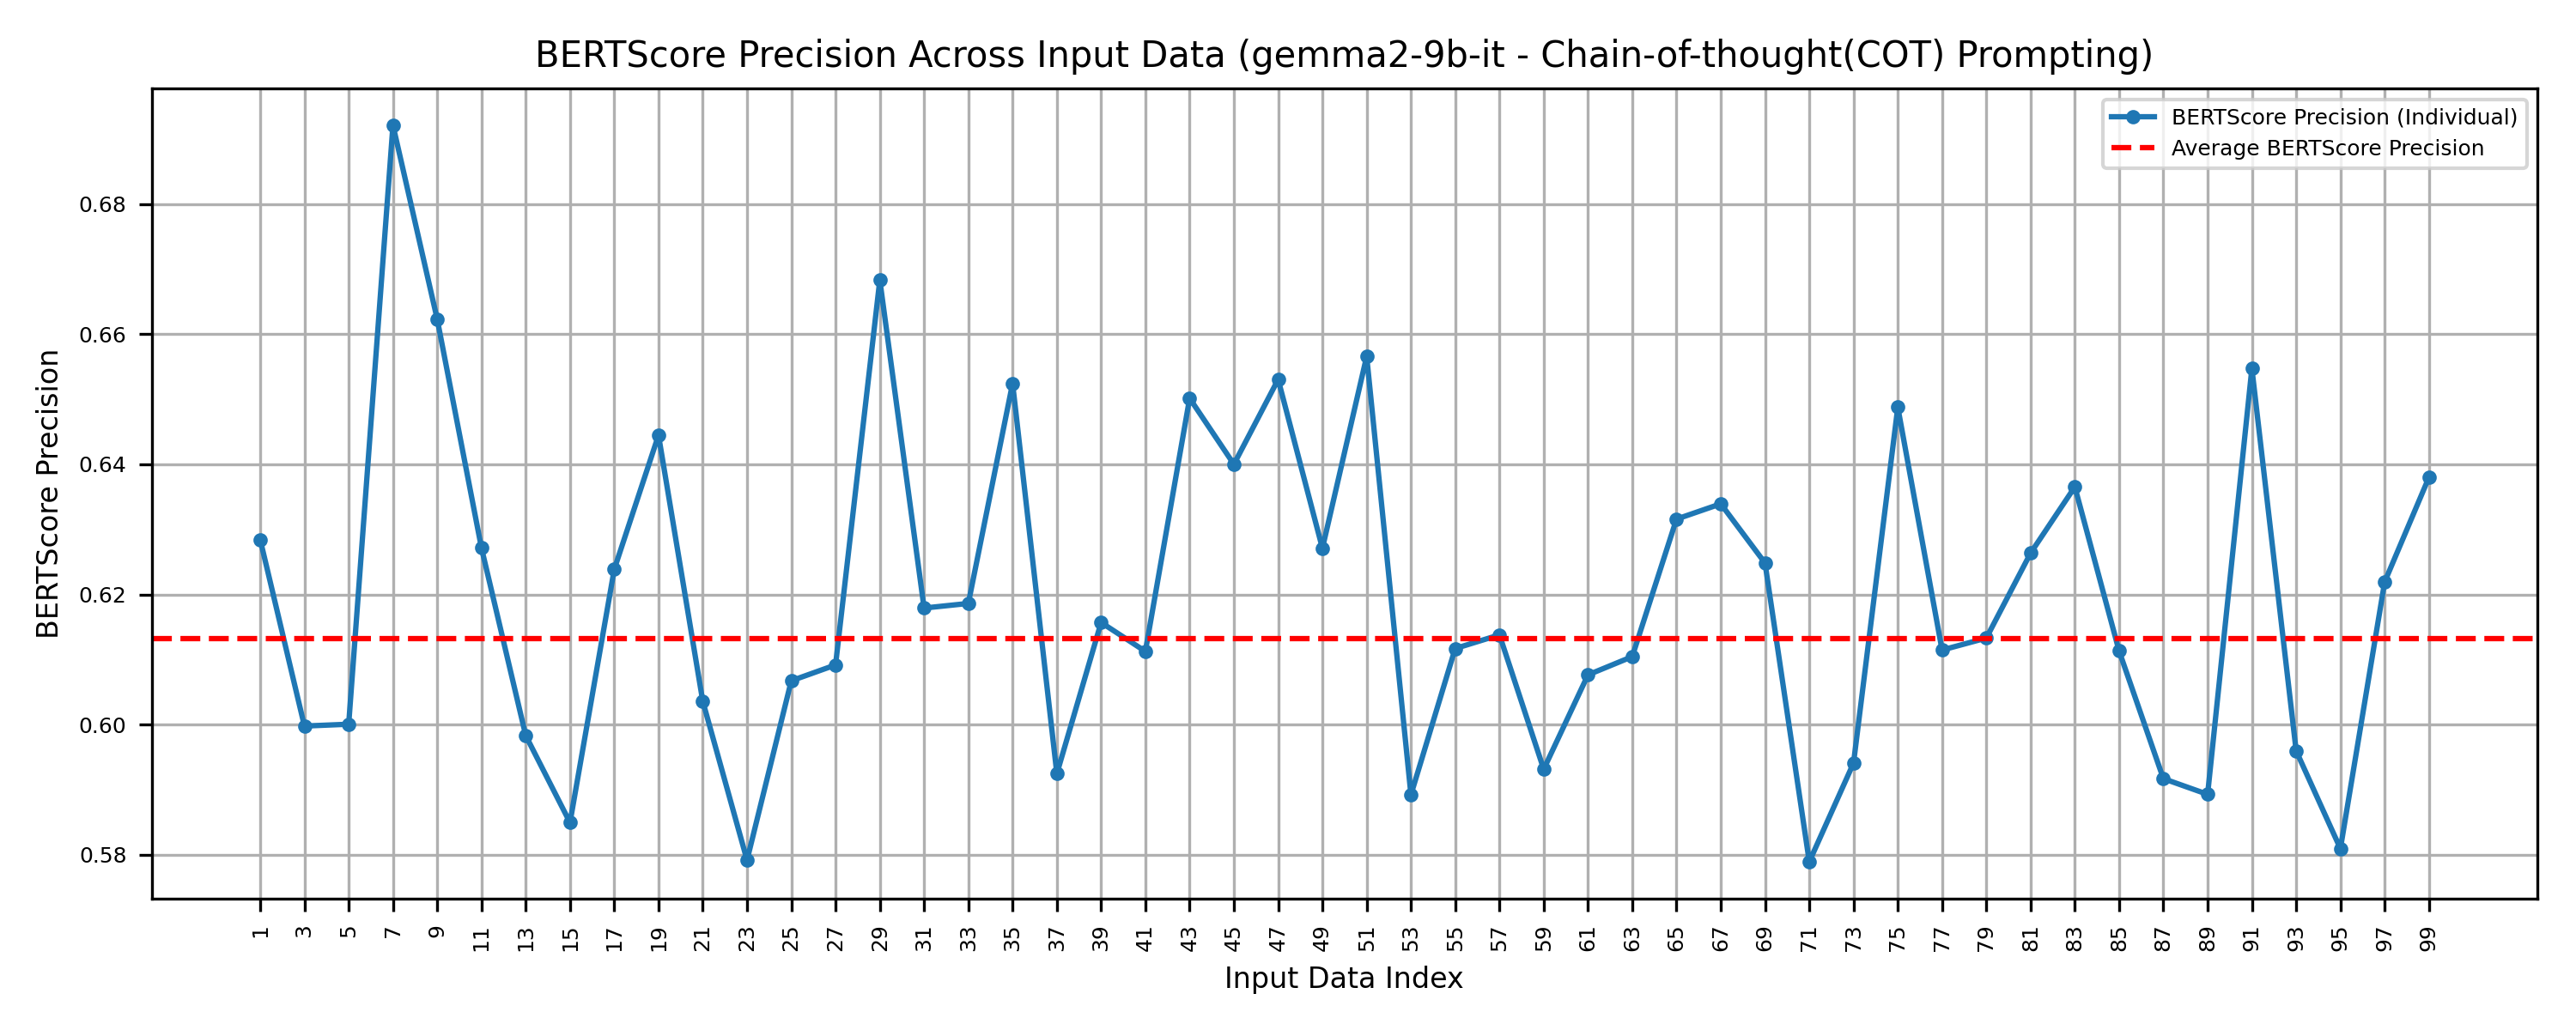 BERTScore Precision Across Input Data (gemma2-9b-it - Chain-of-thought(COT) Prompting)
BERTScore Precision (Individual)
Average BERTScore Precision
BERTScore Precision
0.68
0.66
0.64
0.62
0.60
0.58
1 3 5 7 9 11 13 15 17 19 21 23 25 27 29 31 33 35 37 39 41 43 45 47 49 51 53 55 57 59 61 63 65 67 69 71 73 75 77 79 81 83 85 87 89 91 93 95 97 99
Input Data Index